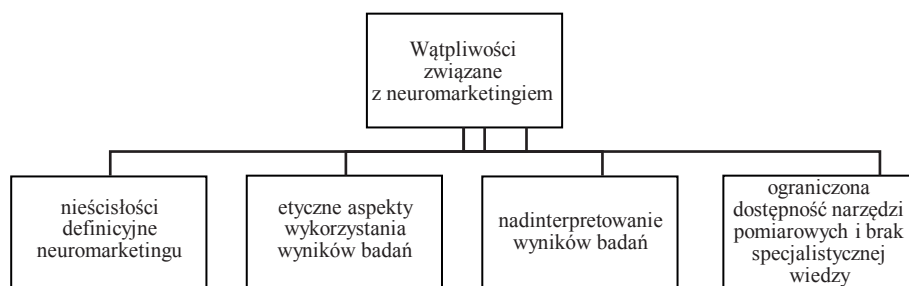 Wątpliwości
związane
z neuromarketingiem
nieścisłości
definicyjne
neuromarketingu
etyczne aspekty
wykorzystania
wyników badań
nadinterpretowanie
wyników badań
ograniczona
dostępność narzędzi
pomiarowych i brak
specjalistycznej
wiedzy